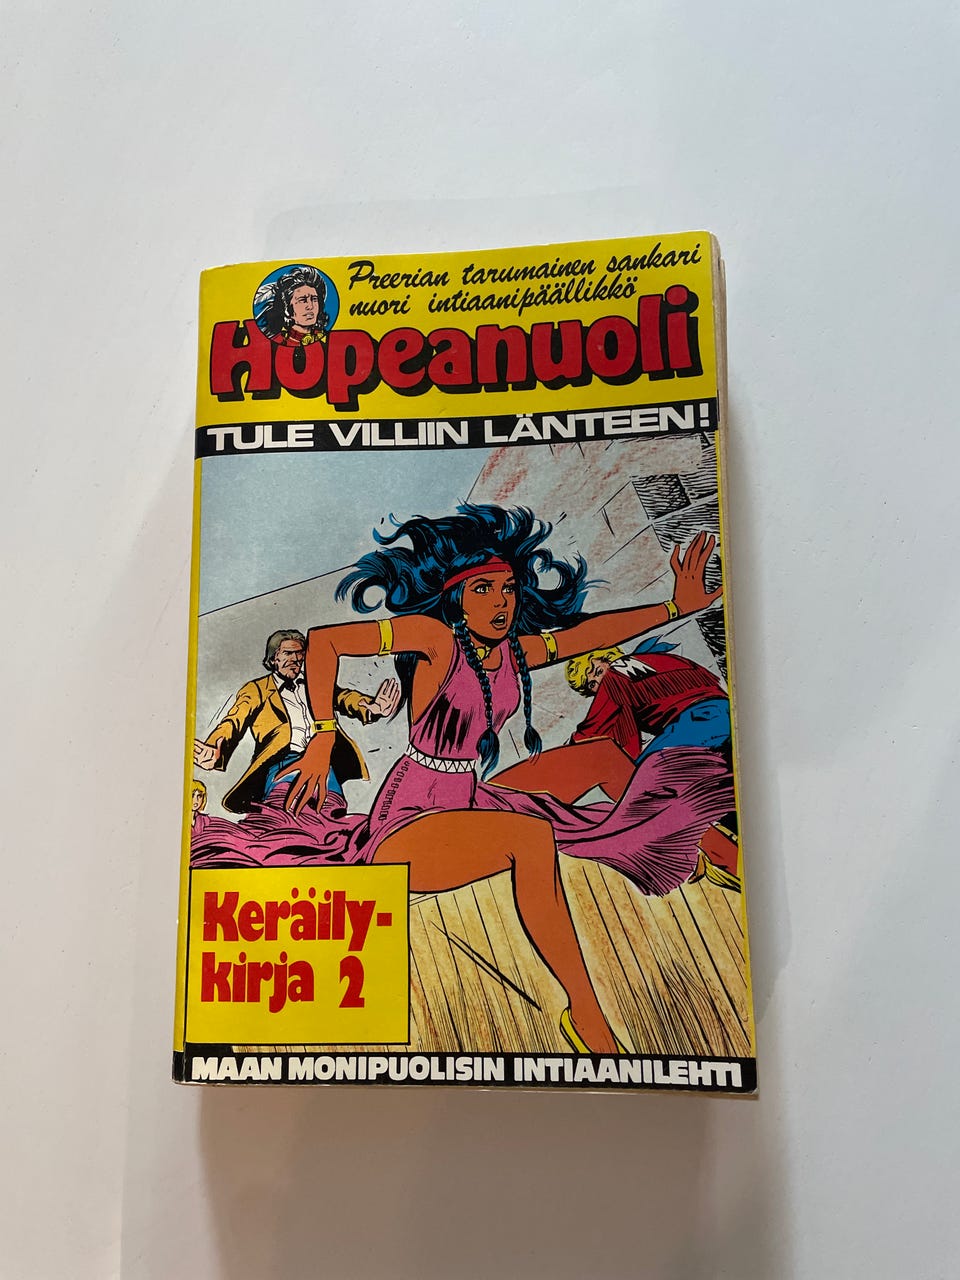 Preerian tarumainen sankari
nuori intiaanipäällikkö
Hopeanuoli
TULE VILLIIN LÄNTEEN!
Keräily-
kirja 2
MAAN MONIPUOLISIN INTIAANILEHTI